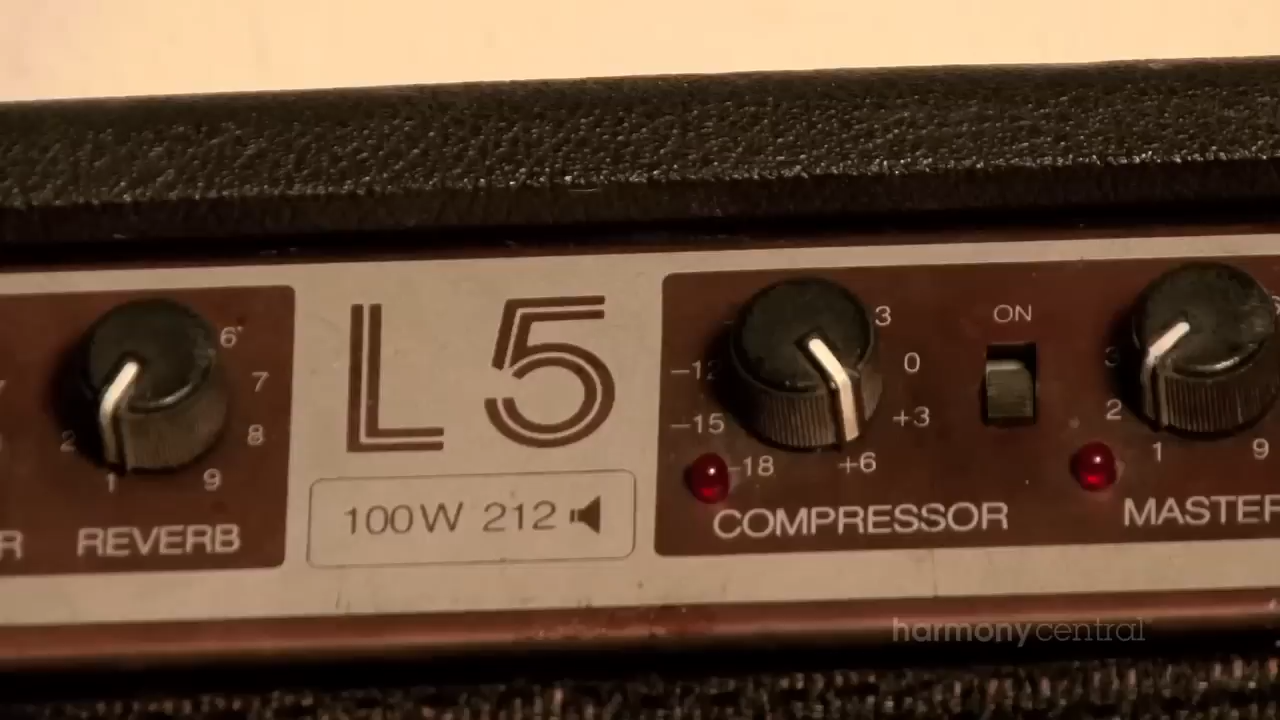 6
7
8
9
1
2
R
REVERB
L5
100W 212
-12
-15
-18
3
0
+3
+6
COMPRESSOR
ON
3
2
1
9
MASTER
harmonycentral